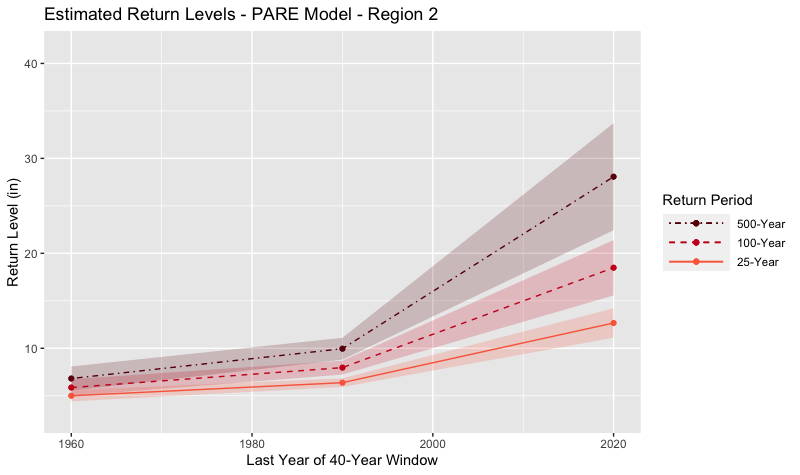 Estimated Return Levels - PARE Model - Region 2
Return Level (in)
40
30
20
10
1960
1980
2000
2020
Last Year of 40-Year Window
Return Period
500-Year
100-Year
25-Year